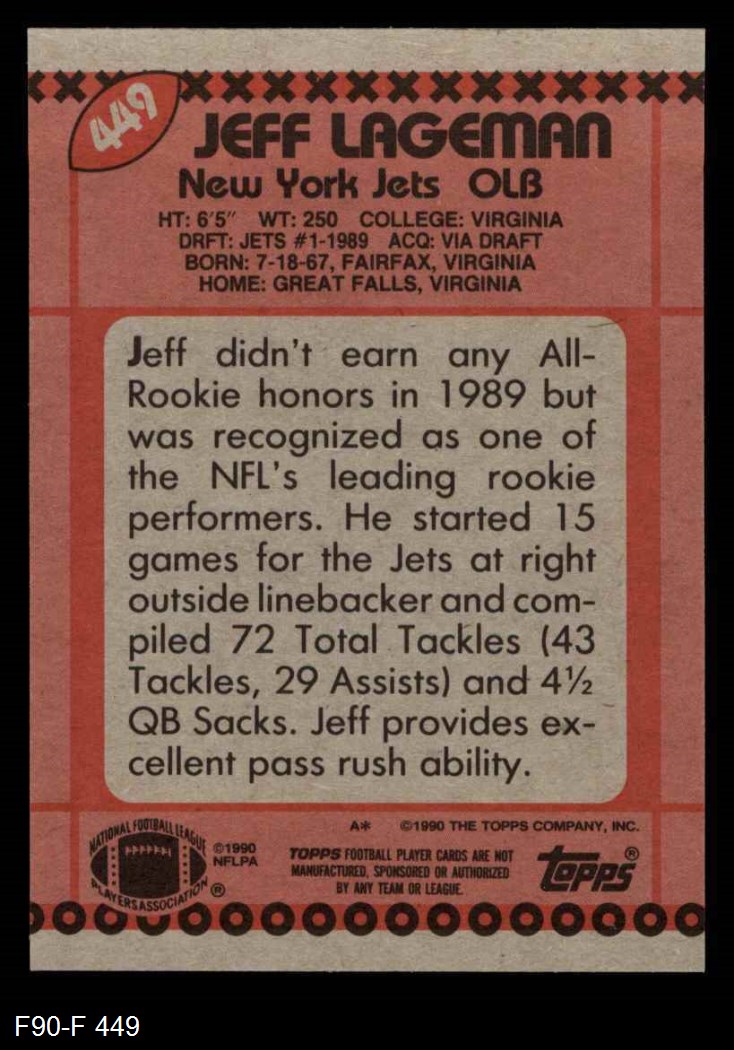 449
JEFF LAGEMAN
New York Jets OLB
HT: 6'5" WT: 250 COLLEGE: VIRGINIA
DRFT: JETS #1-1989 ACQ: VIA DRAFT
BORN: 7-18-67, FAIRFAX, VIRGINIA
HOME: GREAT FALLS, VIRGINIA
Jeff didn't earn any All-
Rookie honors in 1989 but
was recognized as one of
the NFL's leading rookie
performers. He started 15
games for the Jets at right
outside linebacker and com-
piled 72 Total Tackles (43
Tackles, 29 Assists) and 4½
QB Sacks. Jeff provides ex-
cellent pass rush ability.
A* ©1990 THE TOPPS COMPANY, INC.
NATIONAL FOOTBALL LEAGUE
PLAYERS ASSOCIATION ®
©1990
NFLPA
TOPPS FOOTBALL PLAYER CARDS ARE NOT
MANUFACTURED, SPONSORED OR AUTHORIZED
BY ANY TEAM OR LEAGUE.
topps®
F90-F 449